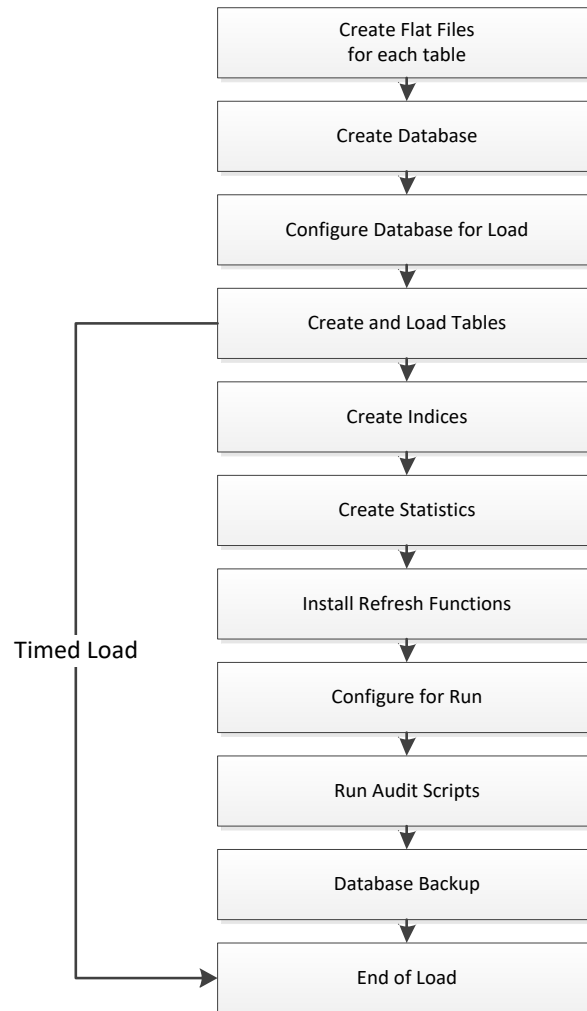 Create Flat Files
for each table
Create Database
Configure Database for Load
Create and Load Tables
Create Indices
Create Statistics
Install Refresh Functions
Timed Load
Configure for Run
Run Audit Scripts
Database Backup
End of Load